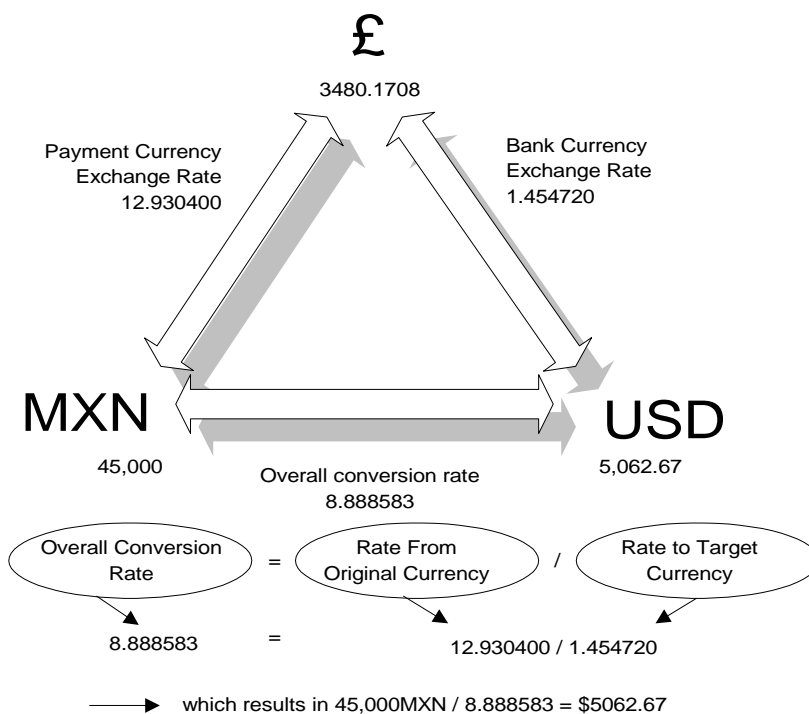 £
3480.1708
Payment Currency
Exchange Rate
12.930400
Bank Currency
Exchange Rate
1.454720
MXN
USD
45,000
5,062.67
Overall conversion rate
8.888583
Overall Conversion
Rate
=
Rate From
Original Currency
/
Rate to Target
Currency
8.888583
=
12.930400 / 1.454720
which results in 45,000MXN / 8.888583 = $5062.67